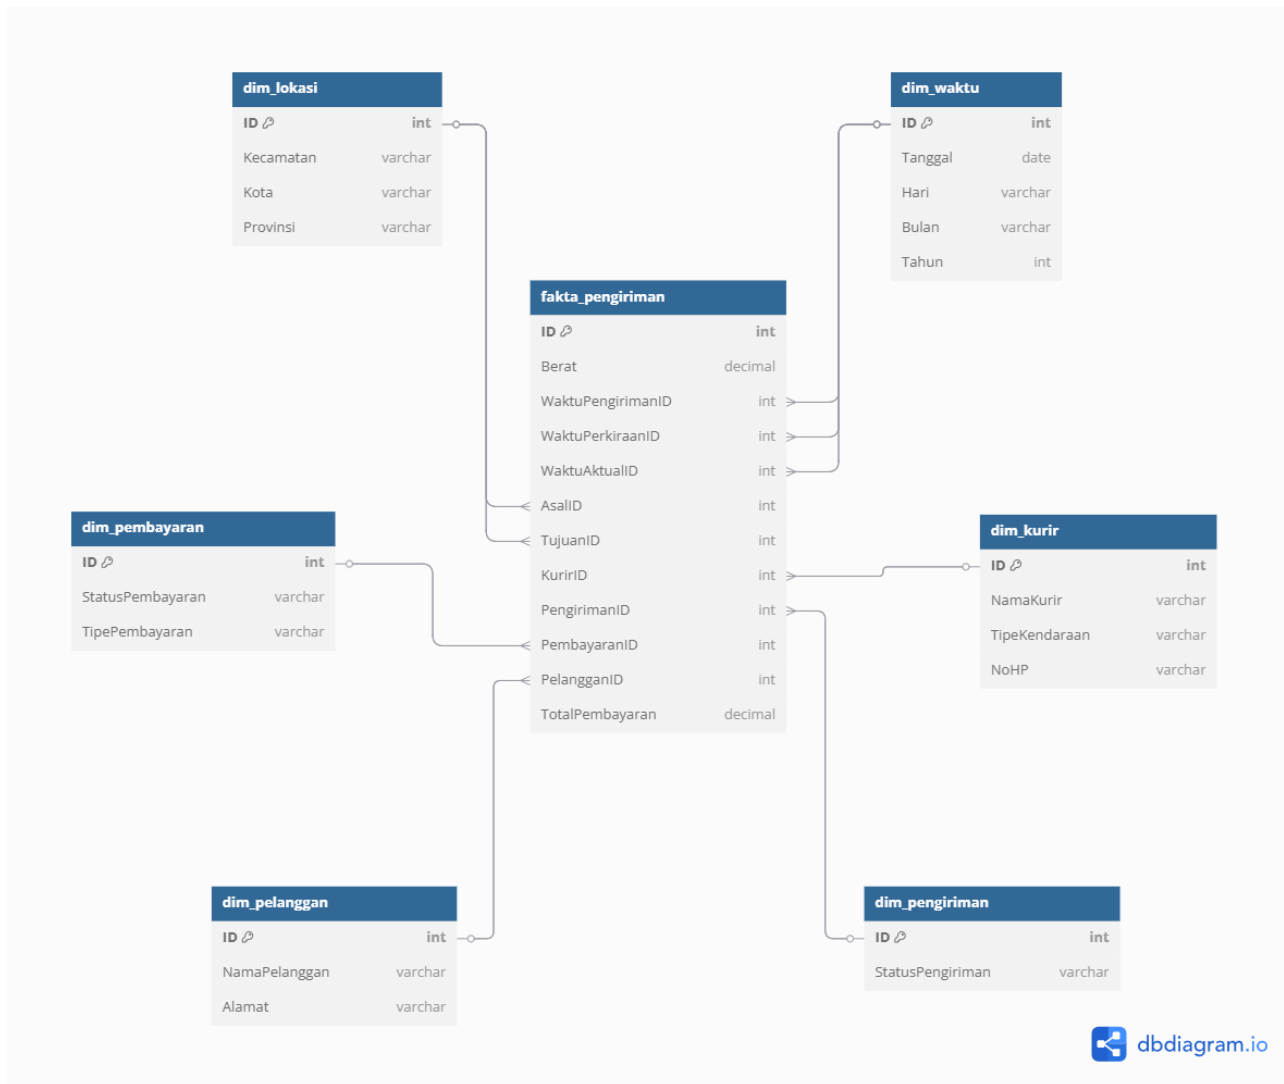 dim_lokasi
ID int
Kecamatan varchar
Kota varchar
Provinsi varchar
dim_waktu
ID int
Tanggal date
Hari varchar
Bulan varchar
Tahun int
fakta_pengiriman
ID int
Berat decimal
WaktuPengirimanID int
WaktuPerkiraanID int
WaktuAktualID int
AsalID int
TujuanID int
KurirID int
PengirimanID int
PembayaranID int
PelangganID int
TotalPembayaran decimal
dim_pembayaran
ID int
StatusPembayaran varchar
TipePembayaran varchar
dim_kurir
ID int
NamaKurir varchar
TipeKendaraan varchar
NoHP varchar
dim_pelanggan
ID int
NamaPelanggan varchar
Alamat varchar
dim_pengiriman
ID int
StatusPengiriman varchar
dbdiagram.io